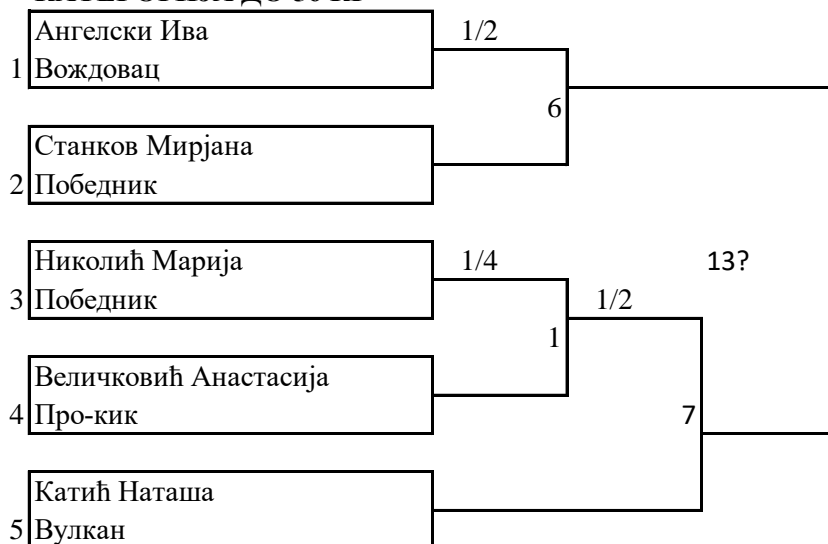 Ангелски Ива
1/2
1
Вождовац
6
Станков Мирјана
2
Победник
Николић Марија
1/4
13?
3
Победник
1/2
1
Величковић Анастасија
4
Про-кик
7
Катић Наташа
5
Вулкан